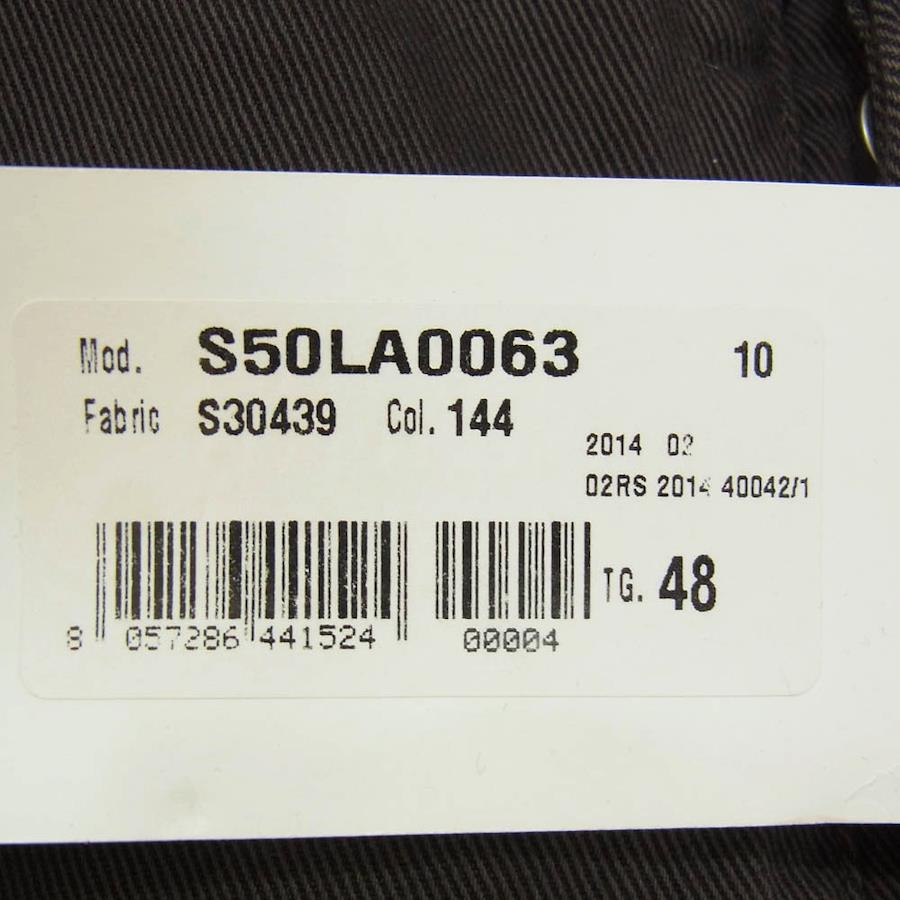 Mod. S50LA0063 10
Fabric S30439 Col. 144
2014 02
02RS 2014 40042/1
TG. 48
8 057286 441524 00004